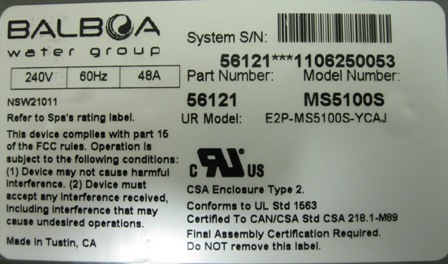 BALBOA
water group
System S/N:
56121***1106250053
240V 60Hz 48A
Part Number: Model Number:
56121 MS5100S
NSW21011
Refer to Spa's rating label.
UR Model: E2P-MS5100S-YCAJ
This device complies with part 15
of the FCC rules. Operation is
subject to the following conditions:
(1) Device may not cause harmful
interference. (2) Device must
accept any interference received,
including interference that may
cause undesired operations.
Made in Tustin, CA
C RU US
CSA Enclosure Type 2.
Conforms to UL Std 1563
Certified To CAN/CSA Std CSA 218.1-M89
Final Assembly Certification Required.
Do NOT remove this label.